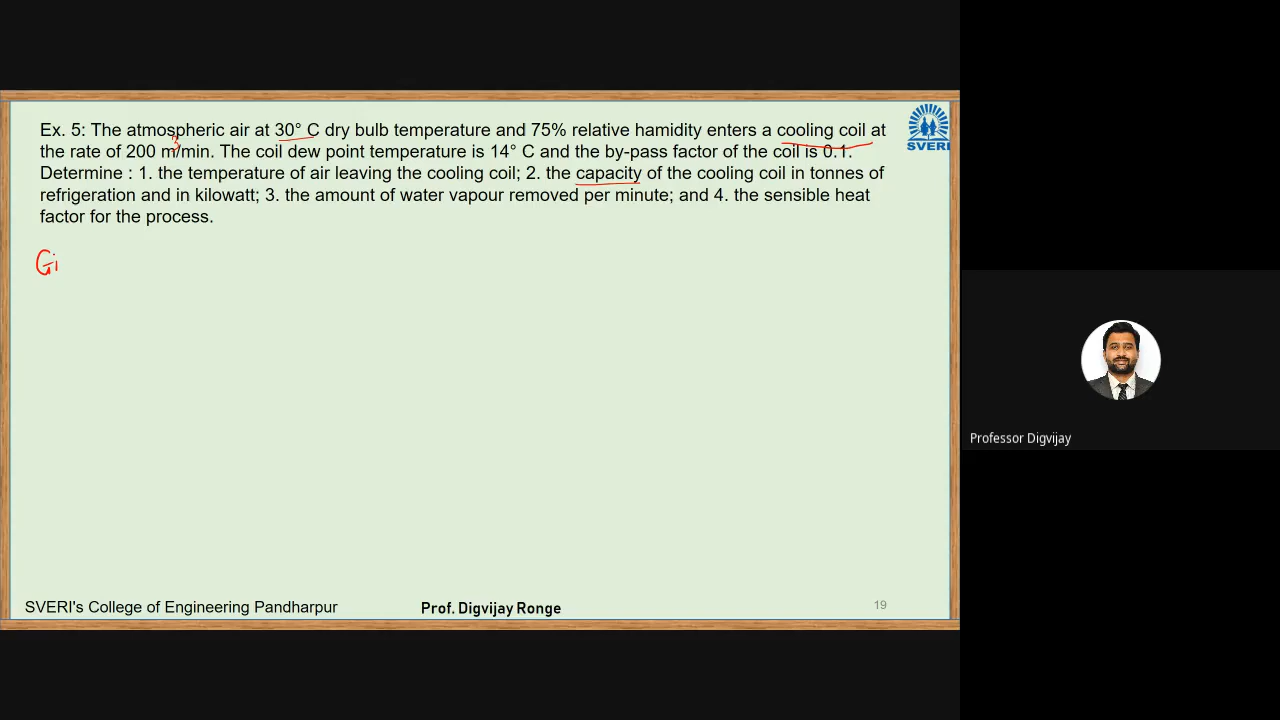 Ex. 5: The atmospheric air at 30° C dry bulb temperature and 75% relative hamidity enters a cooling coil at
the rate of 200 m3/min. The coil dew point temperature is 14° C and the by-pass factor of the coil is 0.1.
Determine : 1. the temperature of air leaving the cooling coil; 2. the capacity of the cooling coil in tonnes of
refrigeration and in kilowatt; 3. the amount of water vapour removed per minute; and 4. the sensible heat
factor for the process.
SVERI
Gi
SVERI's College of Engineering Pandharpur
Prof. Digvijay Ronge
19
Professor Digvijay